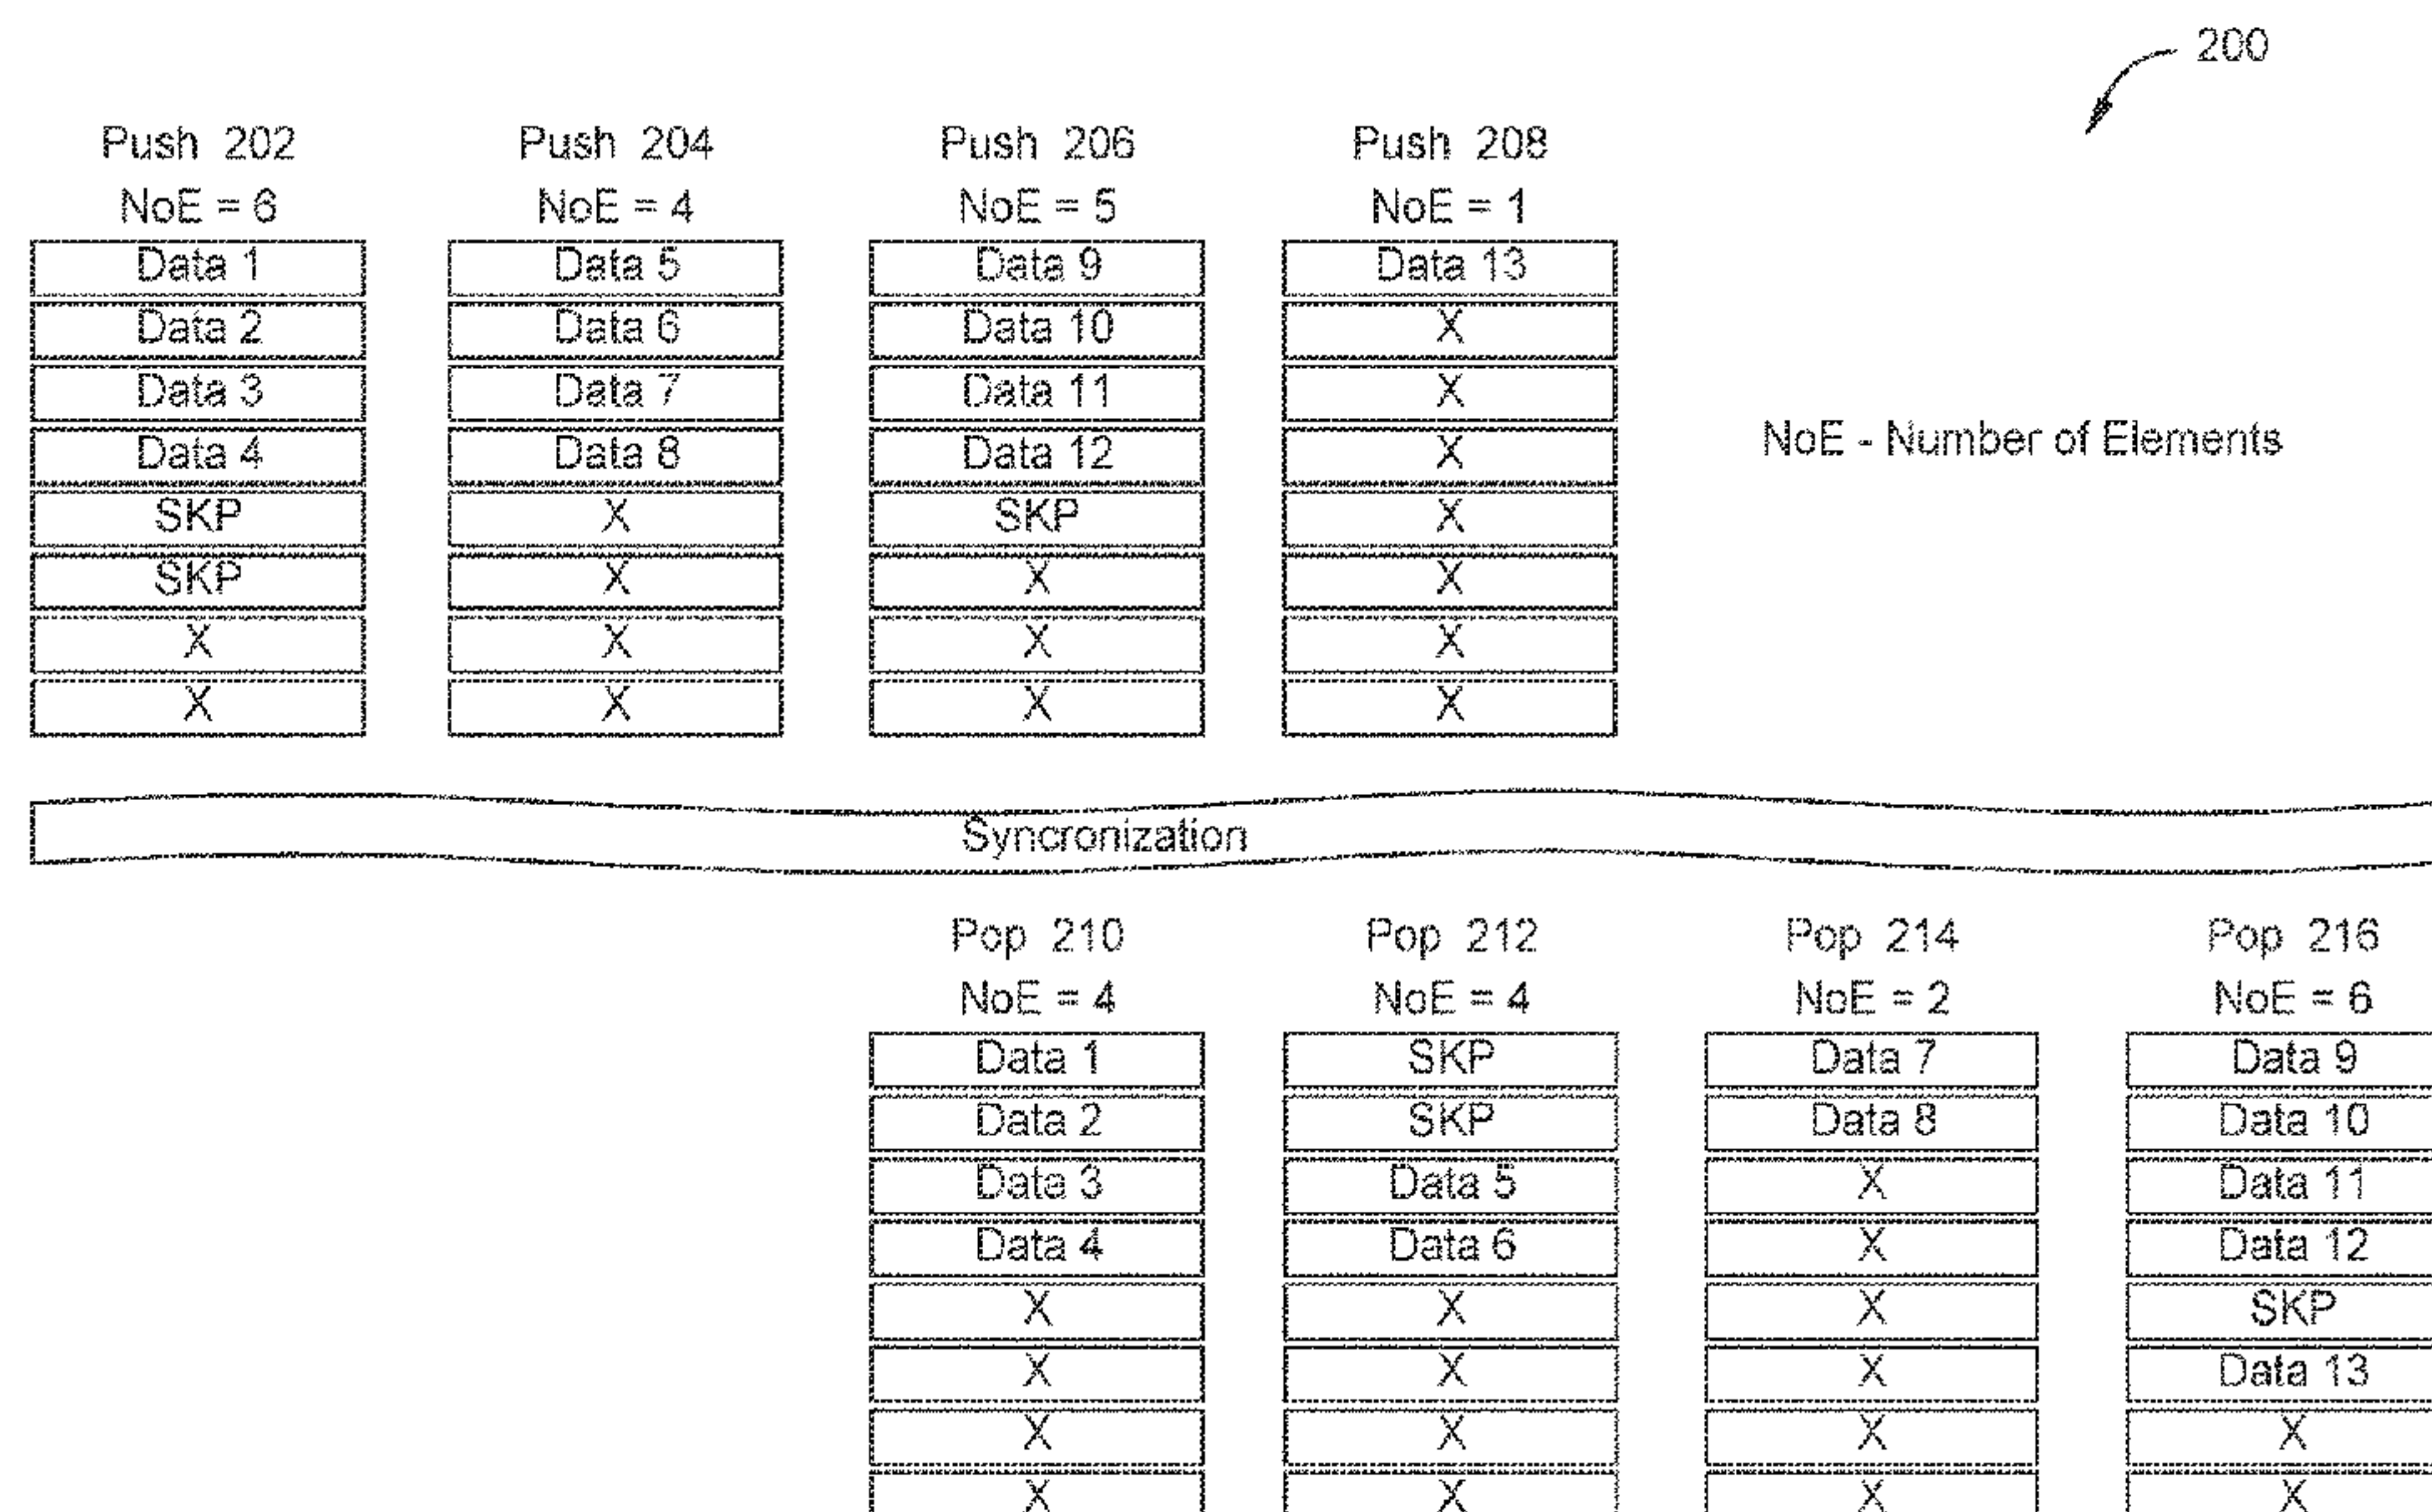 200
Push 202 Push 204 Push 206 Push 208
NoE = 6 NoE = 4 NoE = 5 NoE = 1
Data 1 Data 5 Data 9 Data 13
Data 2 Data 6 Data 10 X
Data 3 Data 7 Data 11 X
Data 4 Data 8 Data 12 X
NoE - Number of Elements
SKP X SKP X
SKP X X X
X X X X
X X X X
Syncronization
Pop 210 Pop 212 Pop 214 Pop 216
NoE = 4 NoE = 4 NoE = 2 NoE = 6
Data 1 SKP Data 7 Data 9
Data 2 SKP Data 8 Data 10
Data 3 Data 5 X Data 11
Data 4 Data 6 X Data 12
X X X SKP
X X X Data 13
X X X X
X X X X